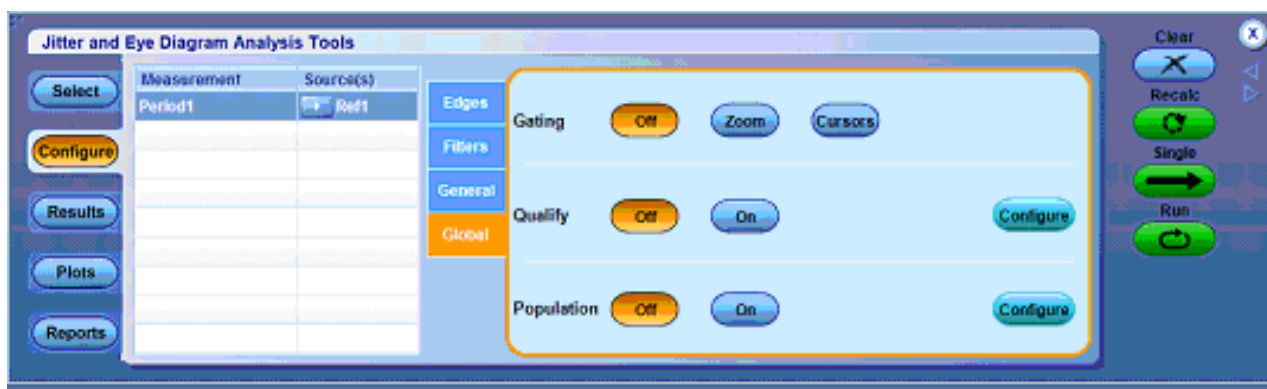 Jitter and Eye Diagram Analysis Tools
Clear
x
Select
Measurement Source(s)
Period1 Ref1
Recalc
Edges
Gating Off Zoom Cursors
Configure
Filters
Single
General
Results
Qualify Off On Configure
Run
Global
Plots
Population Off On Configure
Reports